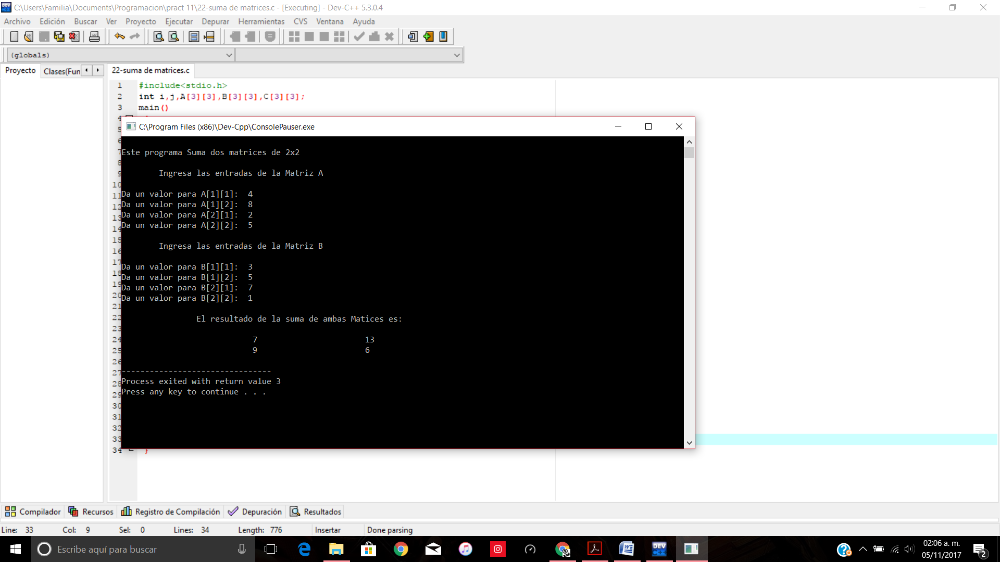 C:\Users\Familia\Documents\Programacion\pract 11\22-suma de matrices.c - [Executing] - Dev-C++ 5.3.0.4
Archivo Edición Buscar Ver Proyecto Ejecutar Depurar Herramientas CVS Ventana Ayuda
(globals)
Proyecto Clases(Fun 22-suma de matrices.c
1 #include<stdio.h>
2 int i,j,A[3][3],B[3][3],C[3][3];
3 main()
C:\Program Files (x86)\Dev-Cpp\ConsolePauser.exe
Este programa Suma dos matrices de 2x2
Ingresa las entradas de la Matriz A
Da un valor para A[1][1]: 4
Da un valor para A[1][2]: 8
Da un valor para A[2][1]: 2
Da un valor para A[2][2]: 5
Ingresa las entradas de la Matriz B
Da un valor para B[1][1]: 3
Da un valor para B[1][2]: 5
Da un valor para B[2][1]: 7
Da un valor para B[2][2]: 1
El resultado de la suma de ambas Matices es:
7 13
9 6
--------------------------------
Process exited with return value 3
Press any key to continue . . .
34 }
Compilador Recursos Registro de Compilación Depuración Resultados
Line: 33 Col: 9 Sel: 0 Lines: 34 Length: 776 Insertar Done parsing
Escribe aquí para buscar
02:06 a. m.
05/11/2017
2